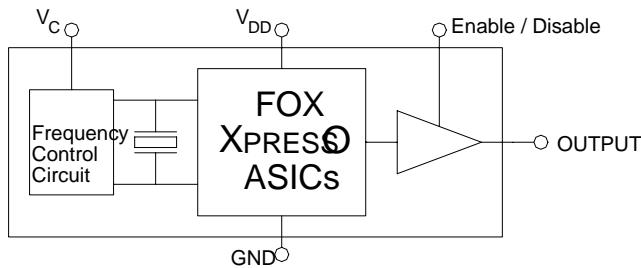 VC
VDD
Enable / Disable
Frequency
Control
Circuit
FOX
XPRESSO
ASICs
OUTPUT
GND